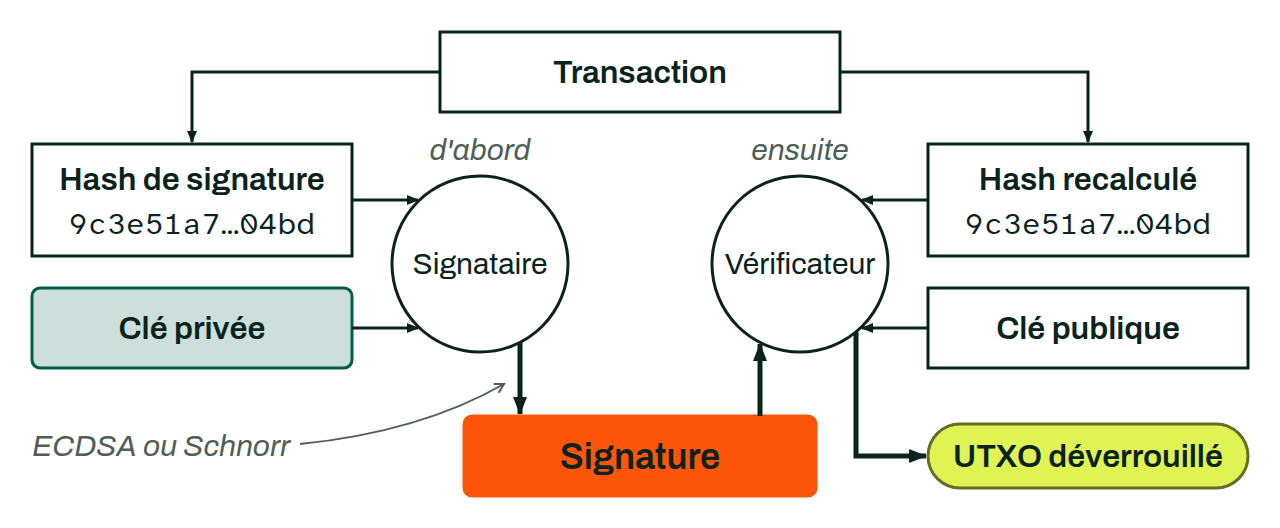 Transaction
d'abord
ensuite
Hash de signature
9c3e51a7…04bd
Hash recalculé
9c3e51a7…04bd
Signataire
Vérificateur
Clé privée
Clé publique
ECDSA ou Schnorr
Signature
UTXO déverrouillé